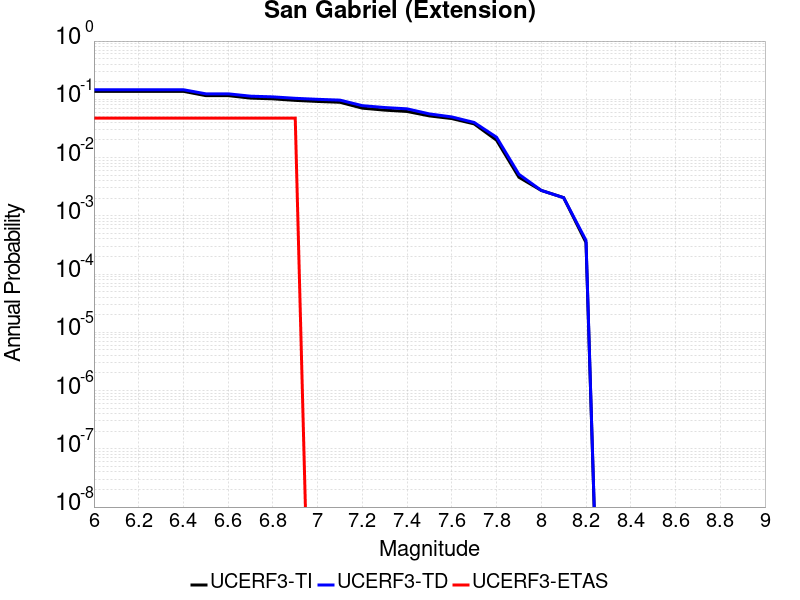 San Gabriel (Extension)
10^0
10^-1
10^-2
10^-3
10^-4
10^-5
10^-6
10^-7
10^-8
Annual Probability
6 6.2 6.4 6.6 6.8 7 7.2 7.4 7.6 7.8 8 8.2 8.4 8.6 8.8 9
Magnitude
UCERF3-TI UCERF3-TD UCERF3-ETAS